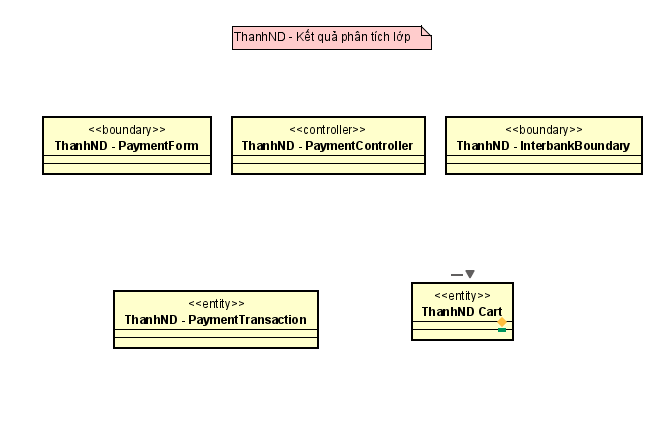 ThanhND - Kết quả phân tích lớp
<<boundary>>
ThanhND - PaymentForm
<<controller>>
ThanhND - PaymentController
<<boundary>>
ThanhND - InterbankBoundary
<<entity>>
ThanhND - PaymentTransaction
<<entity>>
ThanhND Cart